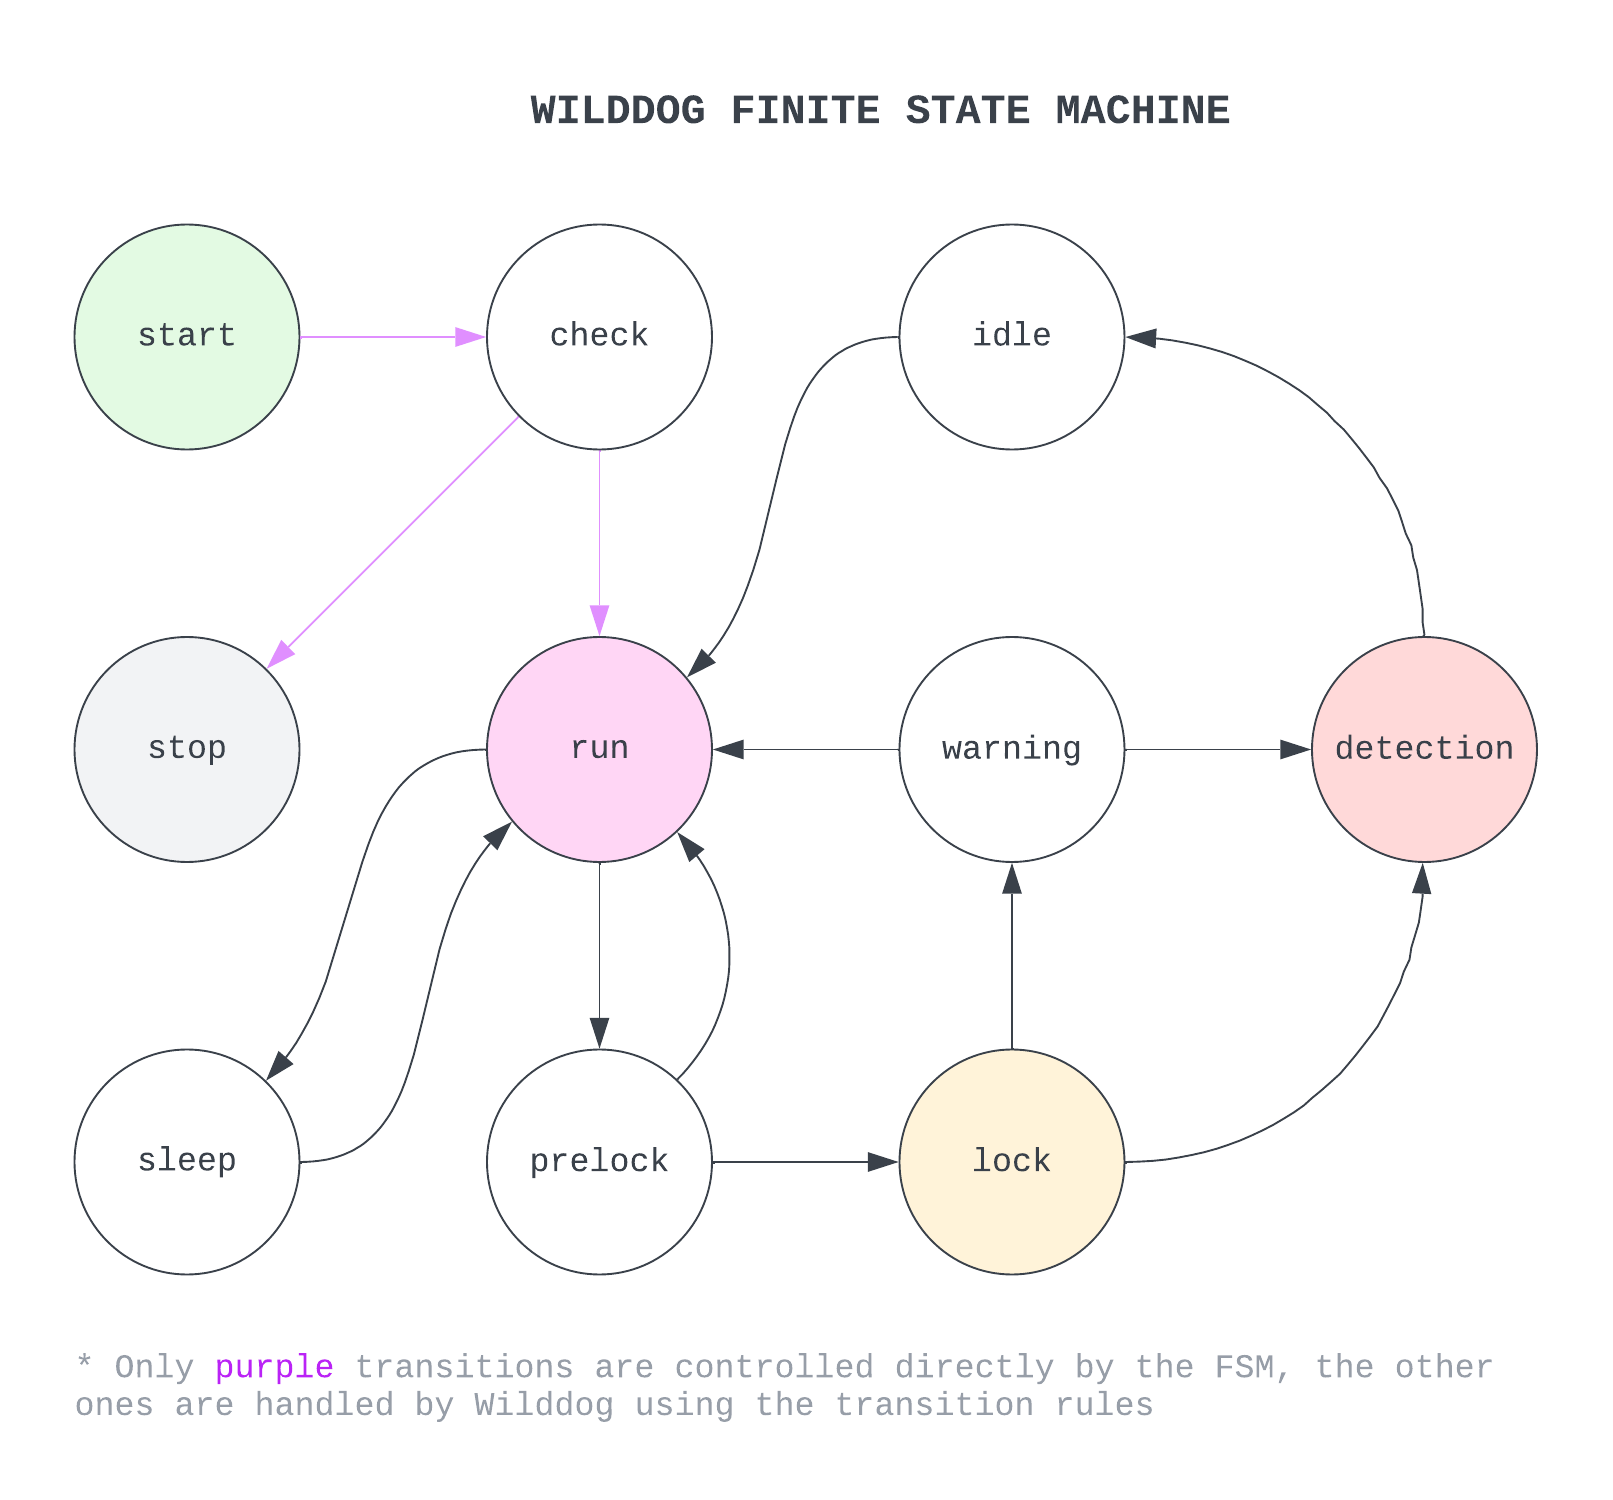 WILDDOG FINITE STATE MACHINE
start
check
idle
stop
run
warning
detection
sleep
prelock
lock
* Only purple transitions are controlled directly by the FSM, the other
ones are handled by Wilddog using the transition rules